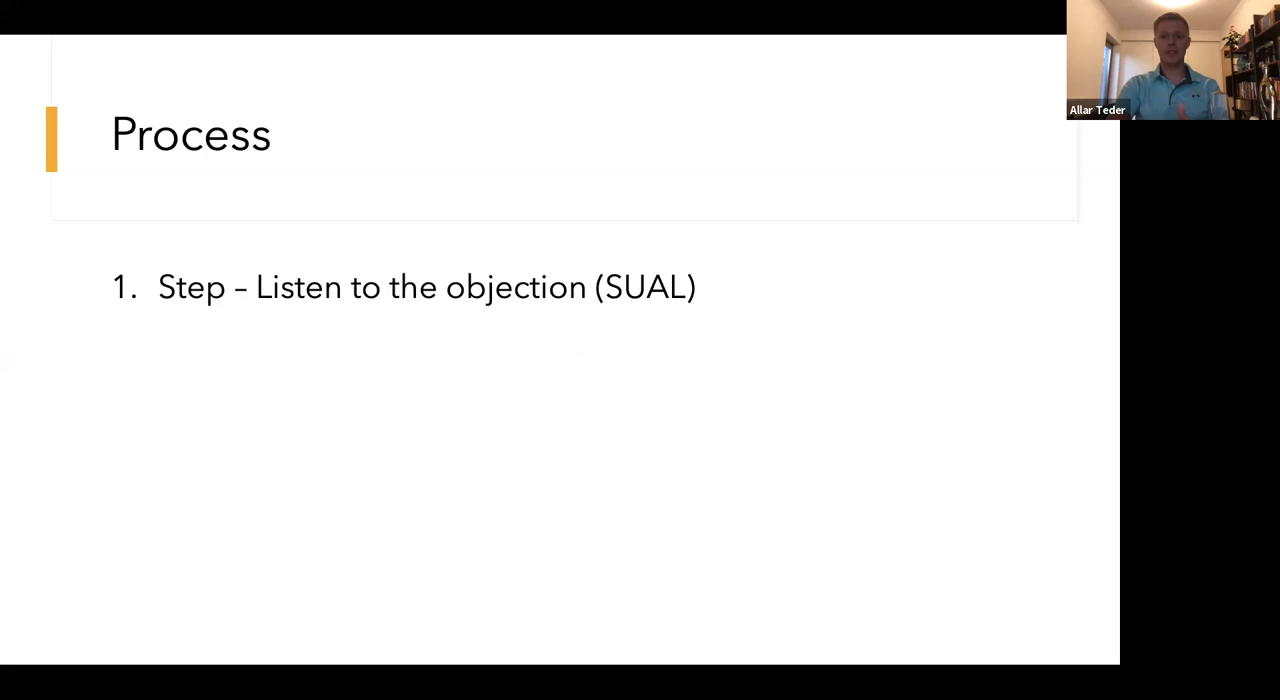 Process
1. Step – Listen to the objection (SUAL)
Allar Teder